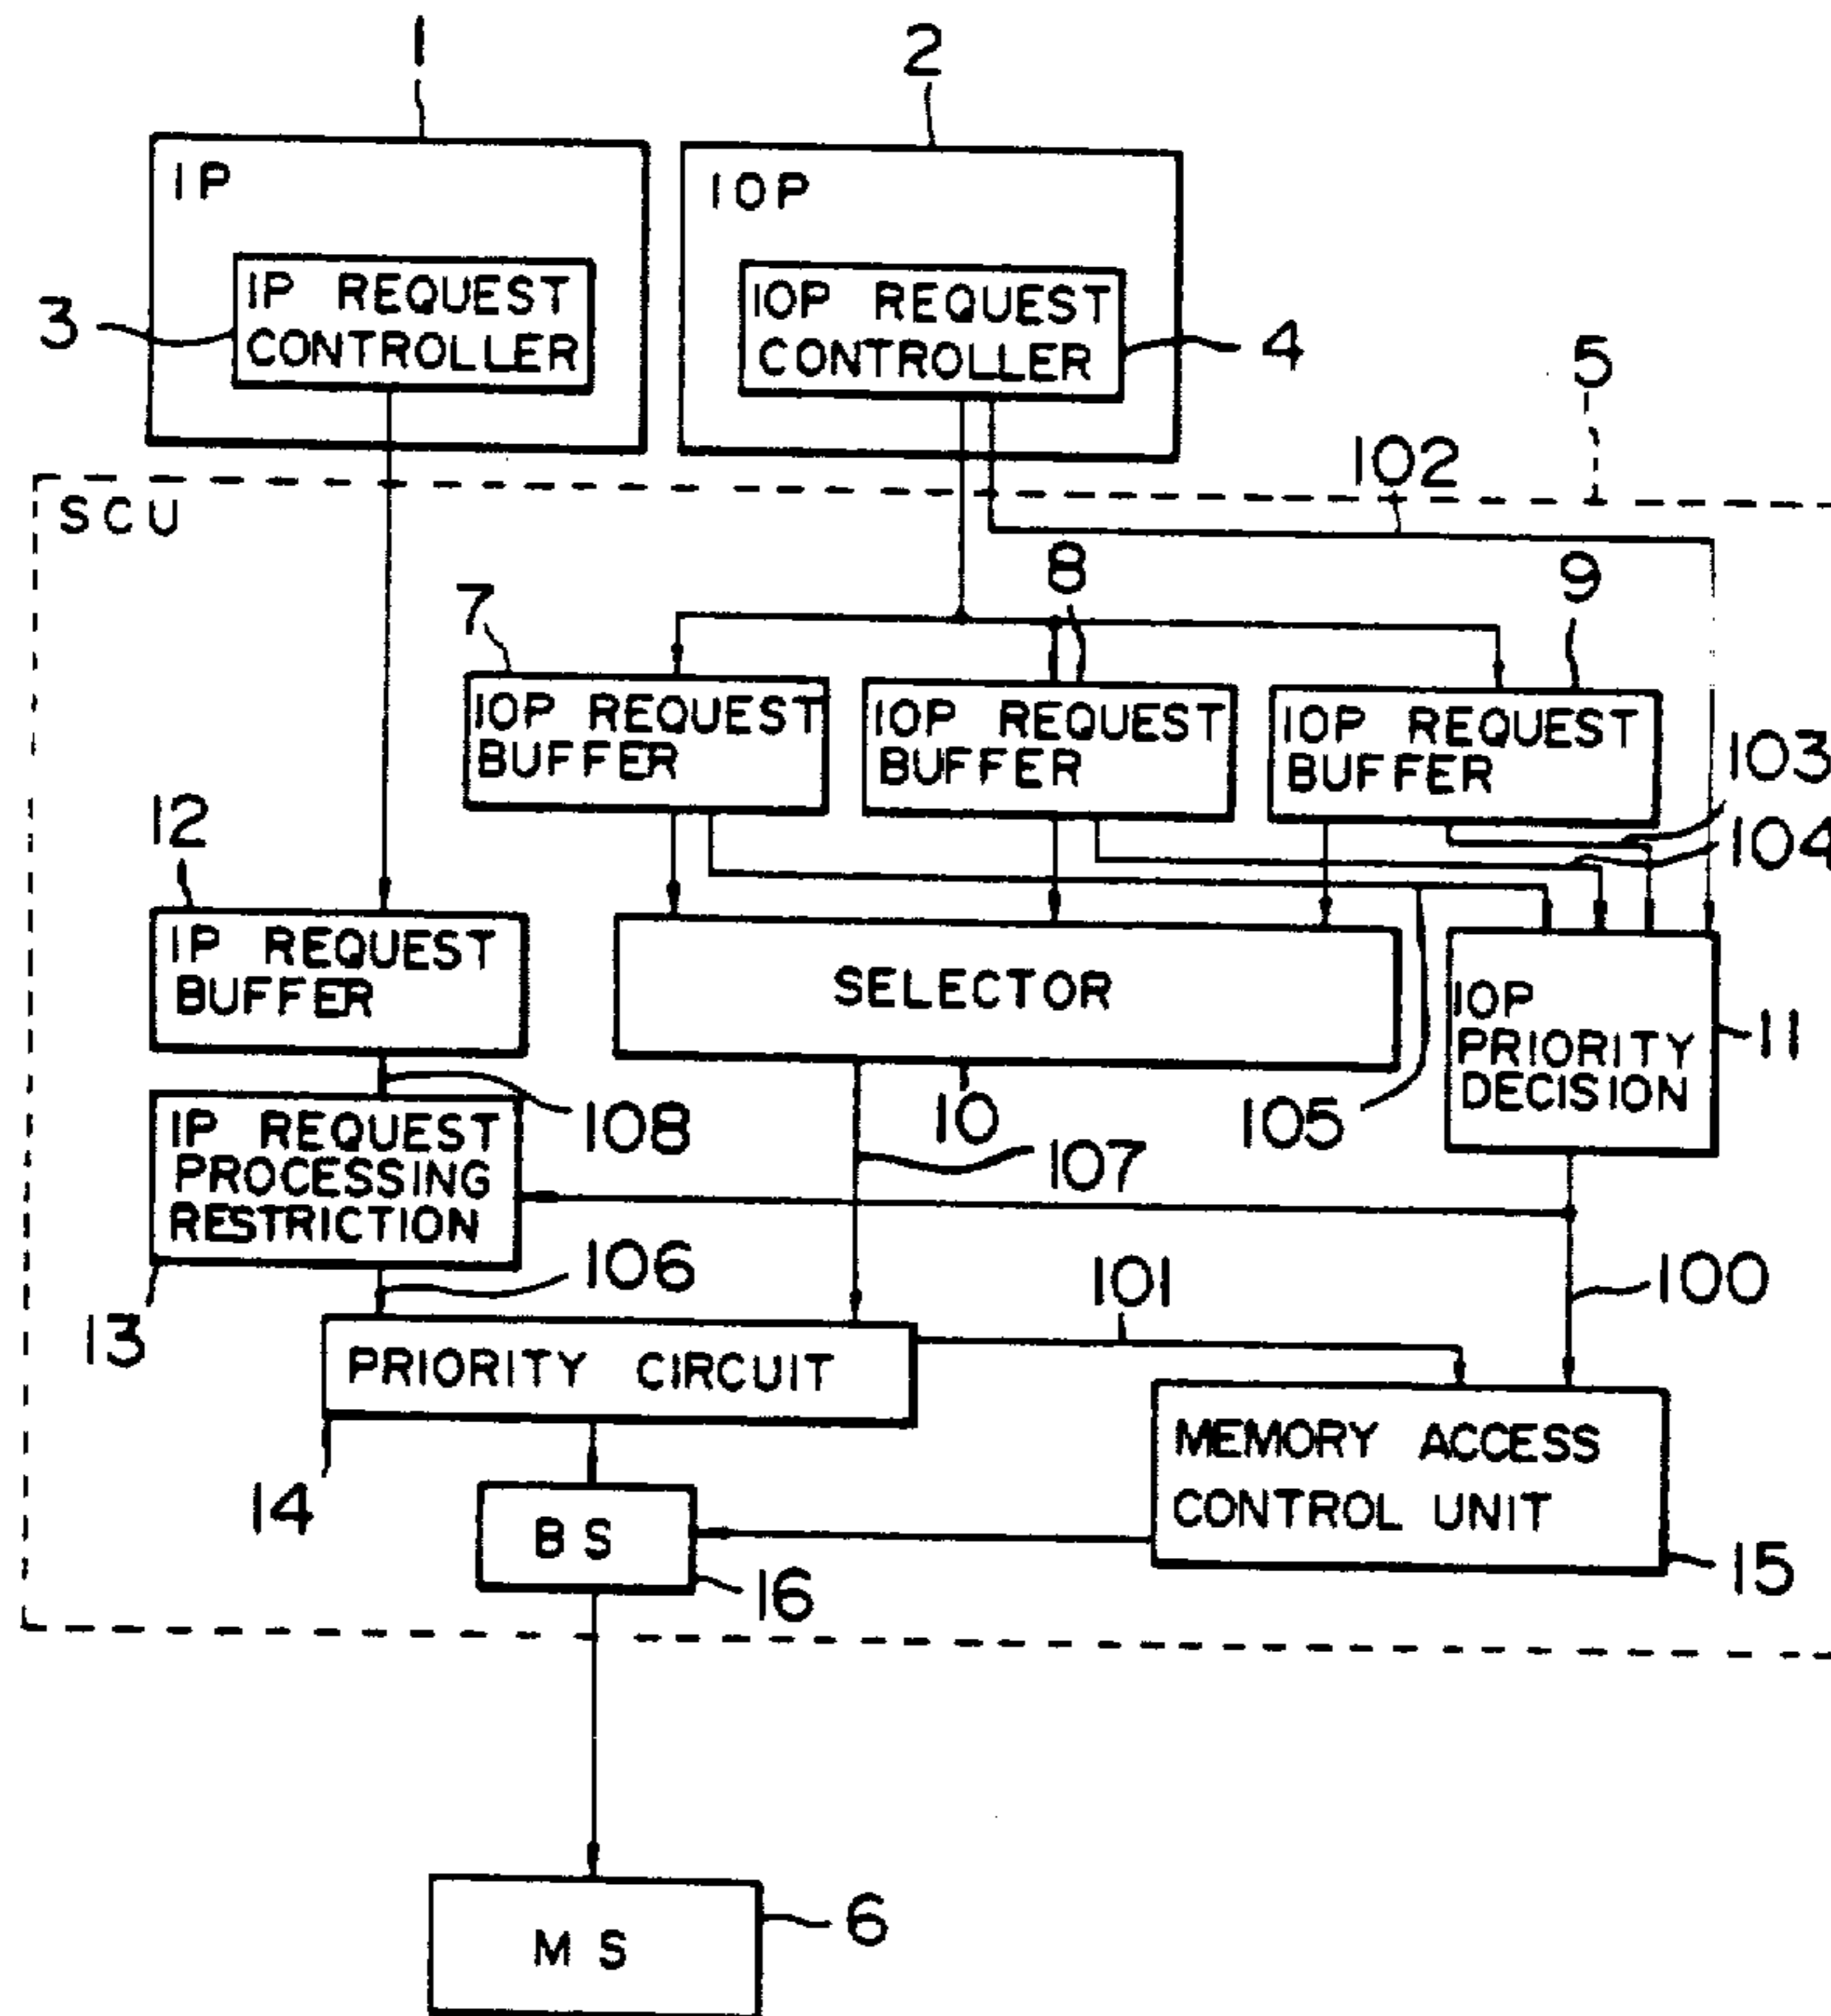 1
2
IP
IOP
IP REQUEST
CONTROLLER
3
IOP REQUEST
CONTROLLER
4
5
102
SCU
7
8
9
IOP REQUEST
BUFFER
IOP REQUEST
BUFFER
IOP REQUEST
BUFFER
103
104
12
IP REQUEST
BUFFER
SELECTOR
IOP
PRIORITY
DECISION
11
108
10
105
107
IP REQUEST
PROCESSING
RESTRICTION
13
106
101
100
PRIORITY CIRCUIT
14
MEMORY ACCESS
CONTROL UNIT
15
BS
16
MS
6